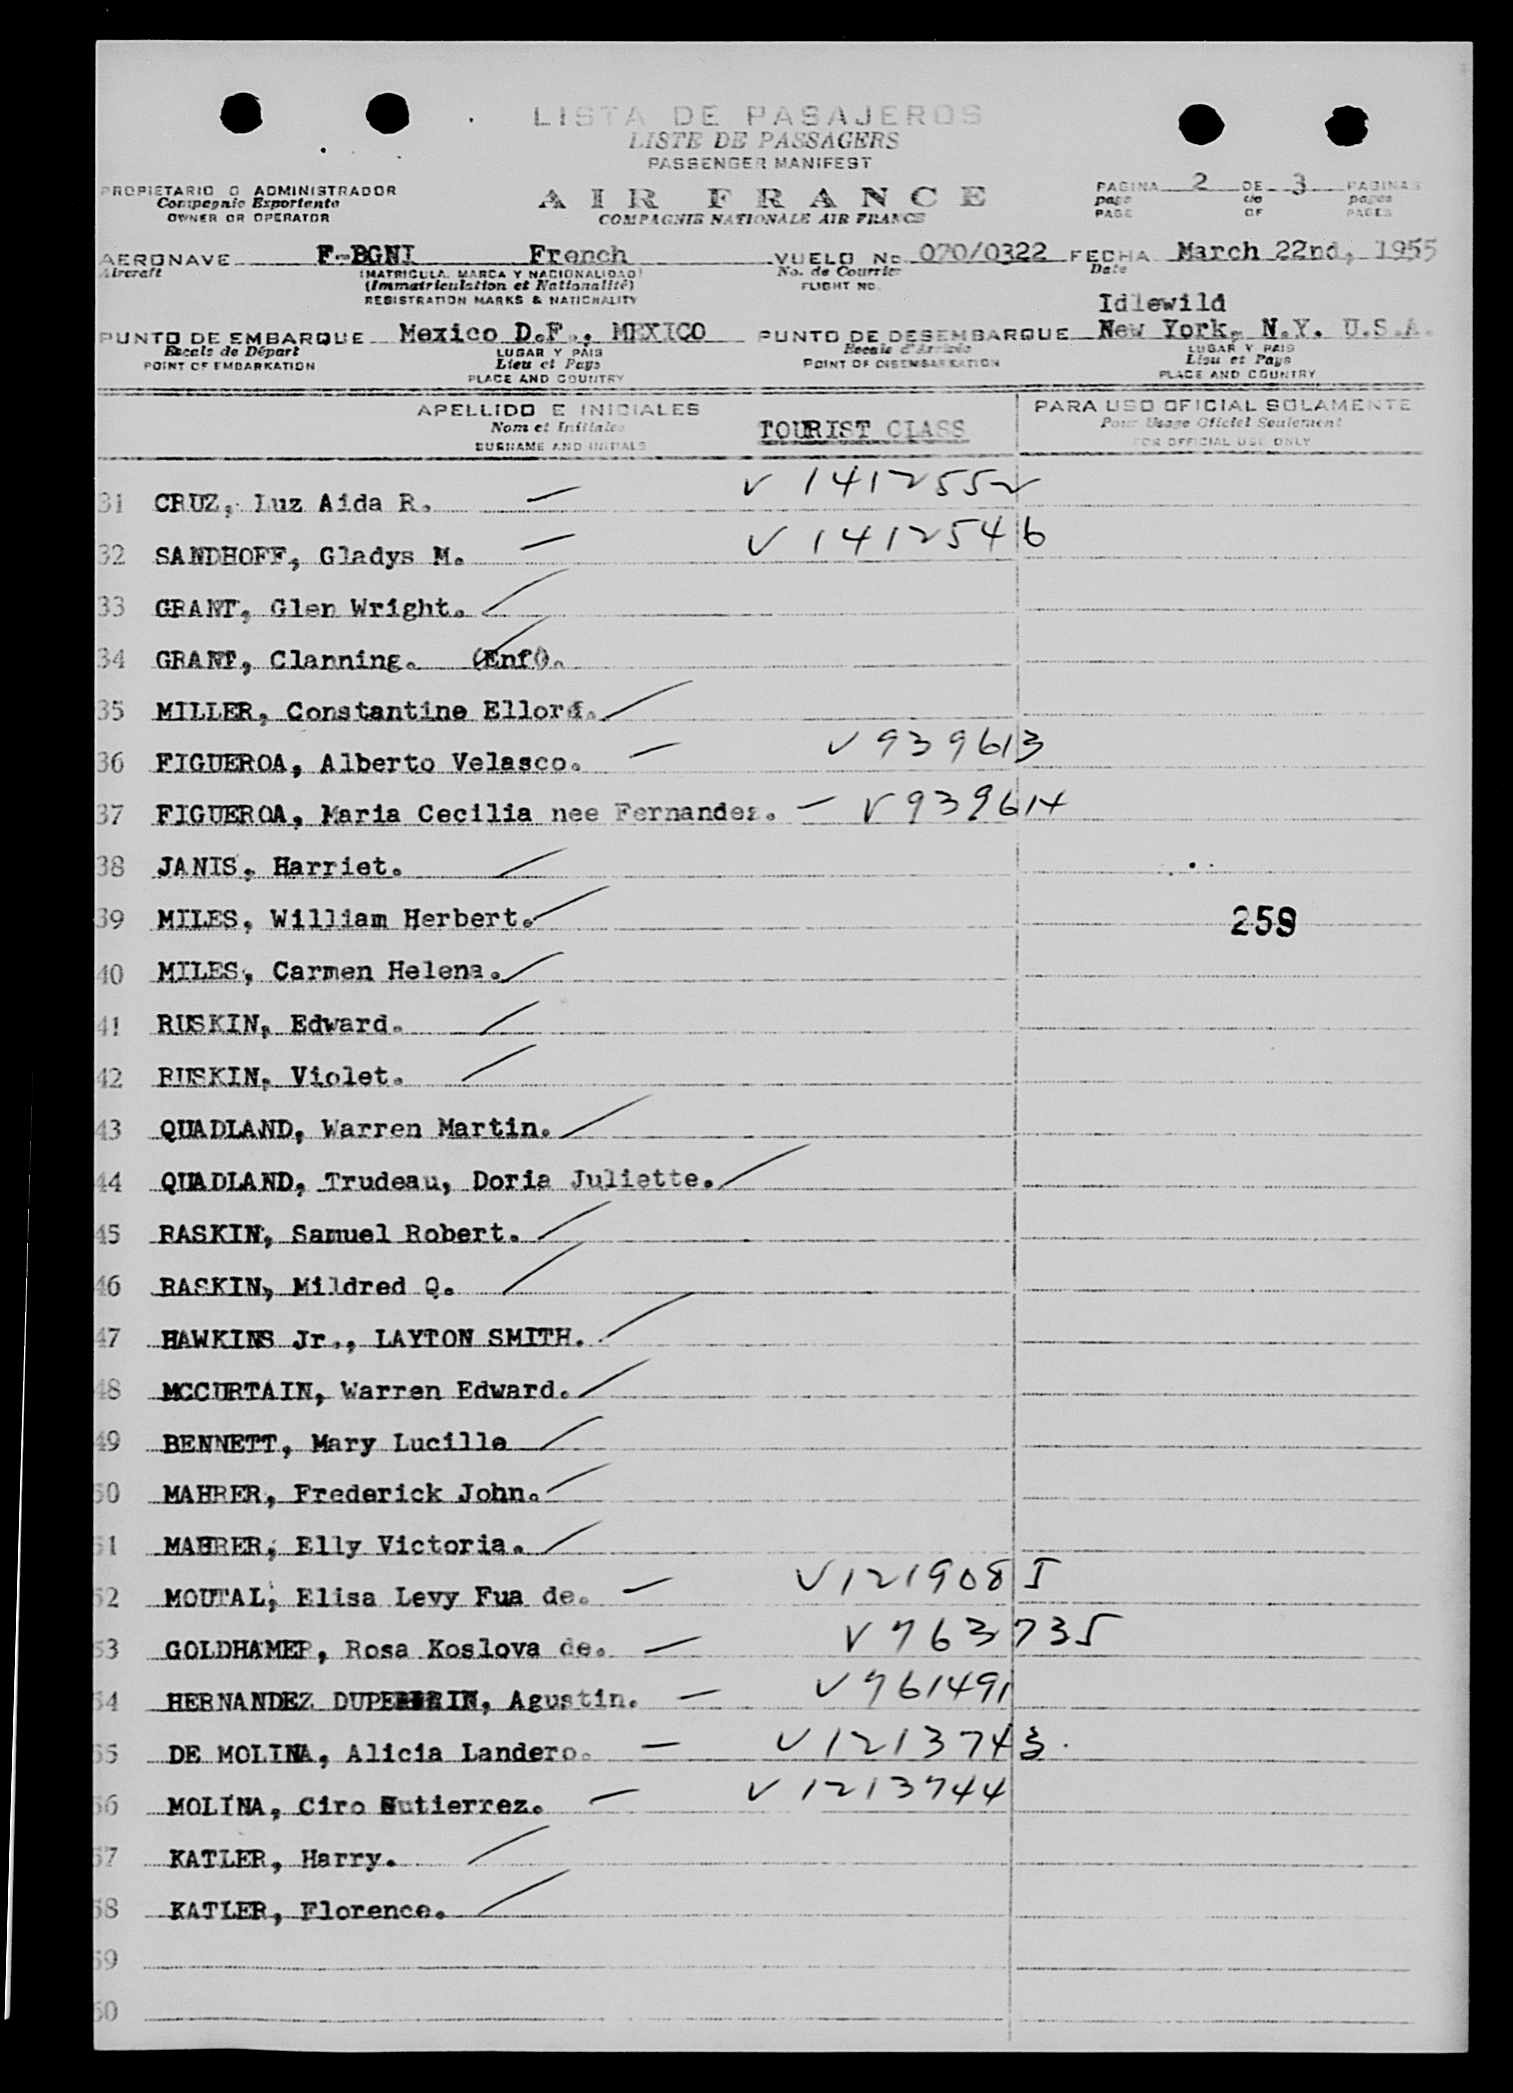 LISTA DE PASAJEROS
LISTE DE PASSAGERS
PASSENGER MANIFEST
PROPIETARIO O ADMINISTRADOR
Compagnie Exportente
OWNER OR OPERATOR
AIR FRANCE
COMPAGNIE NATIONALE AIR FRANCE
PAGINA 2 DE 3 PAGINAS
page de pages
PAGE OF PAGES
AERONAVE F-BGNI French VUELO No 070/0322 FECHA March 22nd, 1955
Aircraft (MATRICULA, MARCA Y NACIONALIDAD) No. de Courrier Date
(Immatriculation et Nationalité) FLIGHT NO.
REGISTRATION MARKS & NATIONALITY
Idlewild
PUNTO DE EMBARQUE Mexico D.F., MEXICO PUNTO DE DESEMBARQUE New York, N.Y. U.S.A.
Escale de Départ LUGAR Y PAIS Escale d'Arrivée LUGAR Y PAIS
POINT OF EMBARKATION Lieu et Pays POINT OF DISEMBARKATION Lieu et Pays
PLACE AND COUNTRY PLACE AND COUNTRY
APELLIDO E INICIALES PARA USO OFICIAL SOLAMENTE
Nom et Initiales TOURIST CLASS Pour Usage Officiel Seulement
SURNAME AND INITIALS FOR OFFICIAL USE ONLY
31 CRUZ, Luz Aida R. — V 1412552
32 SANDHOFF, Gladys M. — V 1412546
33 GRANT, Glen Wright.
34 GRANT, Clanning. (Enf).
35 MILLER, Constantine Ellord.
36 FIGUEROA, Alberto Velasco. — V939613
37 FIGUEROA, Maria Cecilia nee Fernandez. — V939614
38 JANIS, Harriet.
39 MILES, William Herbert. 259
40 MILES, Carmen Helena.
41 RUSKIN, Edward.
42 RUSKIN, Violet.
43 QUADLAND, Warren Martin.
44 QUADLAND, Trudeau, Doria Juliette.
45 RASKIN, Samuel Robert.
46 RASKIN, Mildred Q.
47 HAWKINS Jr., LAYTON SMITH.
48 MCCURTAIN, Warren Edward.
49 BENNETT, Mary Lucille
50 MAHRER, Frederick John.
51 MAHRER, Elly Victoria.
52 MOUTAL, Elisa Levy Fua de. — V1219085
53 GOLDHAMER, Rosa Koslova de. — V763735
54 HERNANDEZ Agustin. — V761491
55 DE MOLINA, Alicia Landero. — V1213743.
56 MOLINA, Ciro Gutierrez. — V1213744
57 KATLER, Harry.
58 KATLER, Florence.
59
60